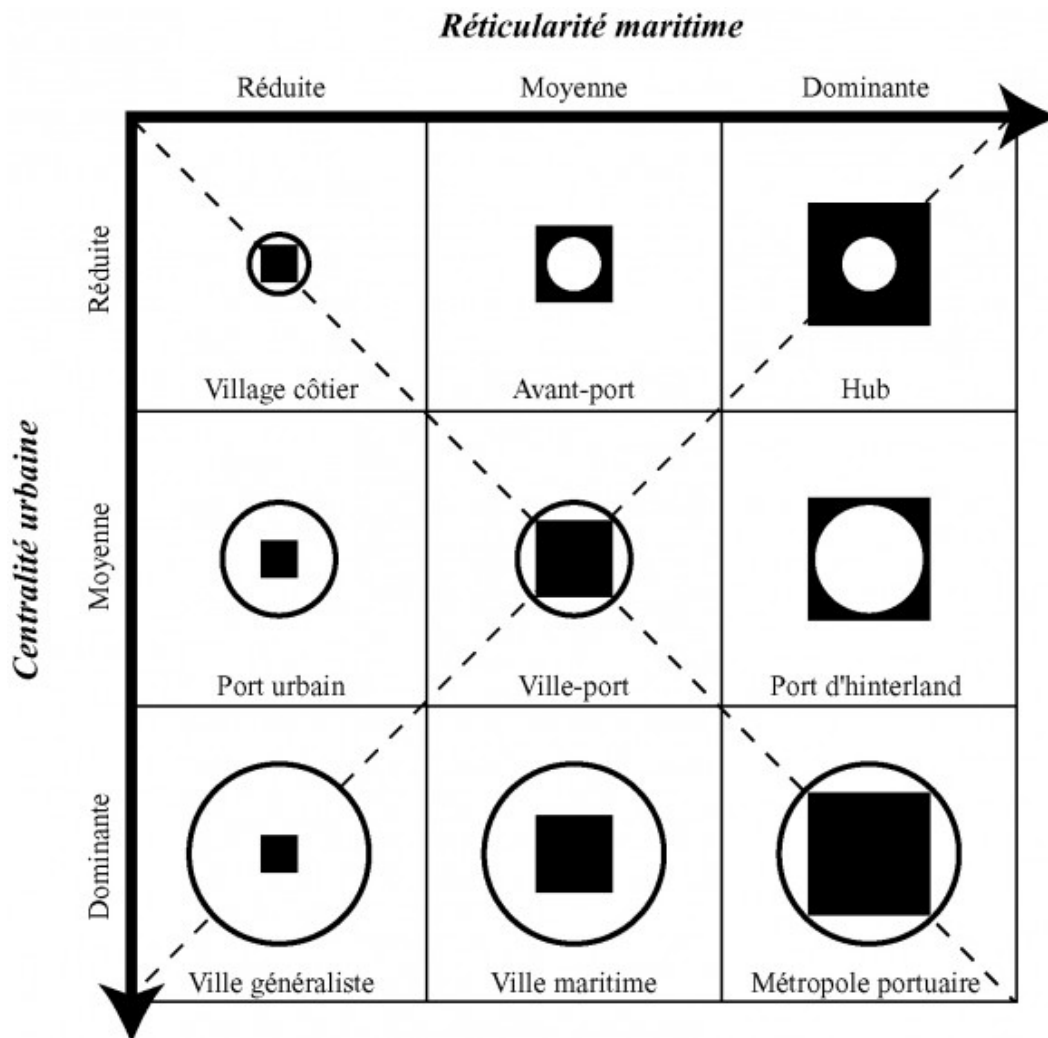 Réticularité maritime
Réduite Moyenne Dominante
Centralité urbaine
Réduite
Village côtier Avant-port Hub
Moyenne
Port urbain Ville-port Port d'hinterland
Dominante
Ville généraliste Ville maritime Métropole portuaire